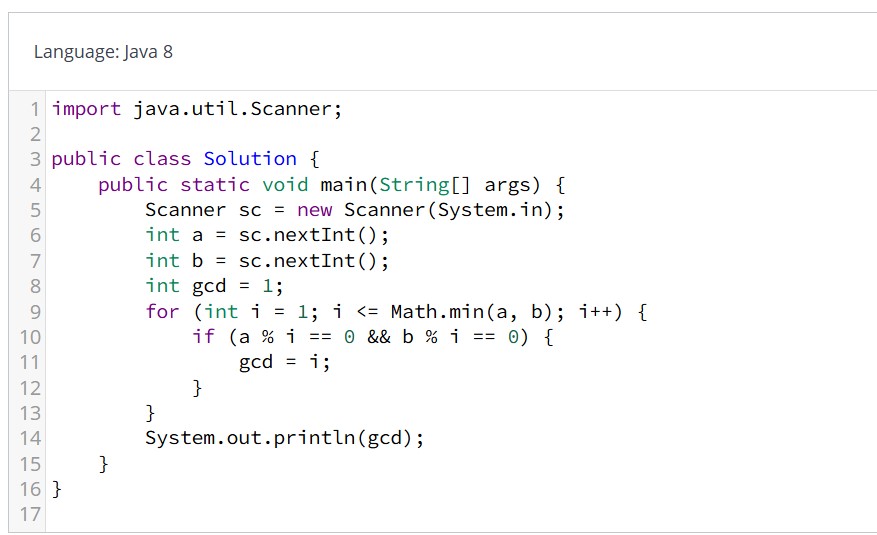 Language: Java 8
1 import java.util.Scanner;
2
3 public class Solution {
4     public static void main(String[] args) {
5         Scanner sc = new Scanner(System.in);
6         int a = sc.nextInt();
7         int b = sc.nextInt();
8         int gcd = 1;
9         for (int i = 1; i <= Math.min(a, b); i++) {
10             if (a % i == 0 && b % i == 0) {
11                 gcd = i;
12             }
13         }
14         System.out.println(gcd);
15     }
16 }
17